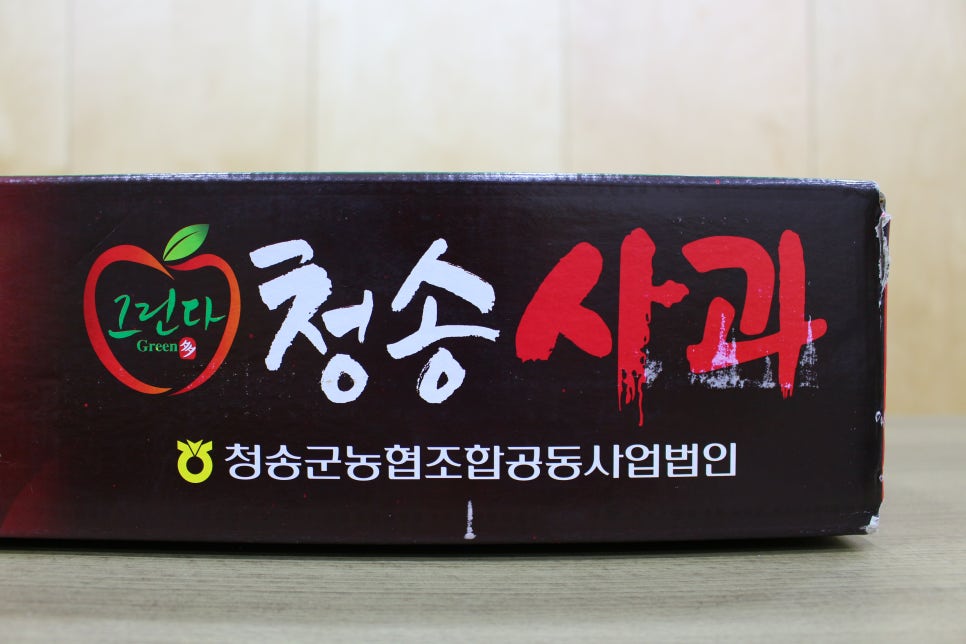 그린다
Green 多
청송 사과
청송군농협조합공동사업법인